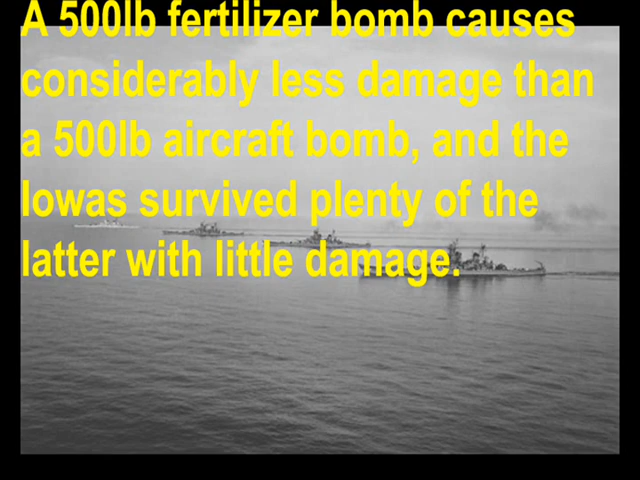 A 500lb fertilizer bomb causes
considerably less damage than
a 500lb aircraft bomb, and the
Iowas survived plenty of the
latter with little damage.